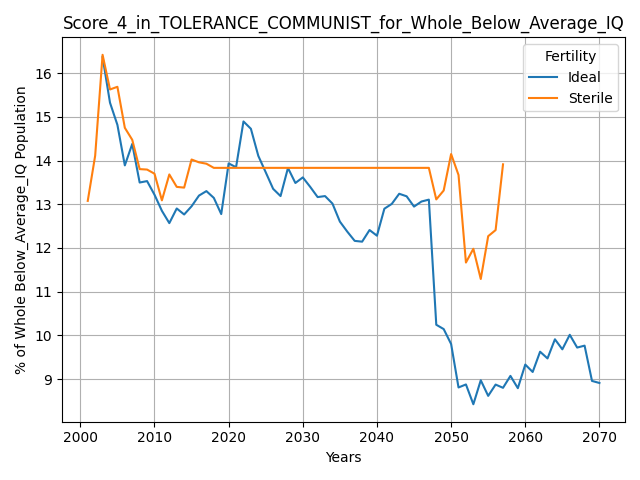 Score_4_in_TOLERANCE_COMMUNIST_for_Whole_Below_Average_IQ
% of Whole Below_Average_IQ Population
16
15
14
13
12
11
10
9
Fertility
Ideal
Sterile
2000 2010 2020 2030 2040 2050 2060 2070
Years